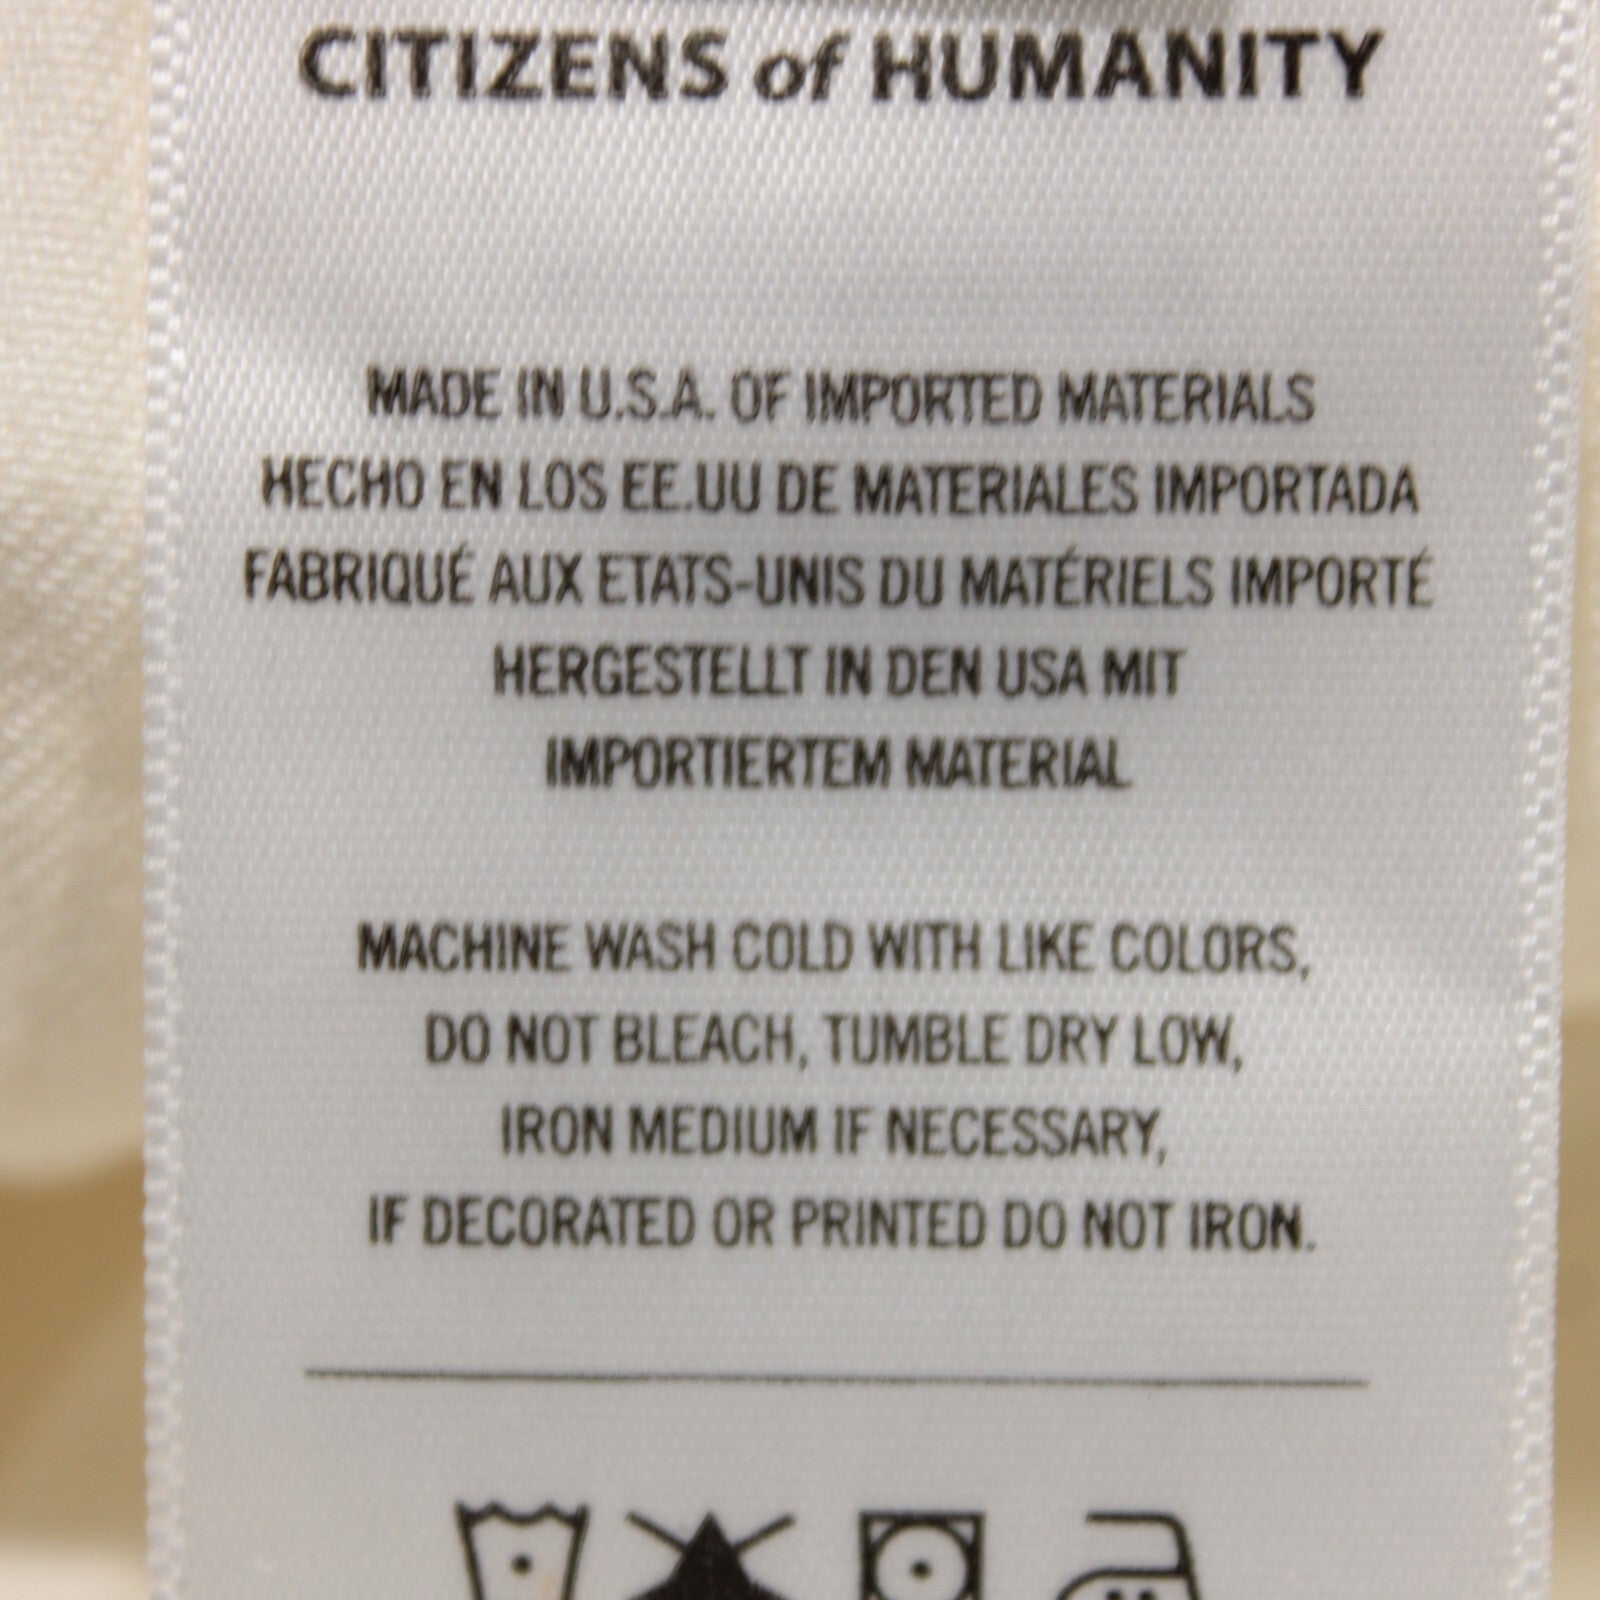 CITIZENS of HUMANITY
MADE IN U.S.A. OF IMPORTED MATERIALS
HECHO EN LOS EE.UU DE MATERIALES IMPORTADA
FABRIQUÉ AUX ETATS-UNIS DU MATÉRIELS IMPORTÉ
HERGESTELLT IN DEN USA MIT
IMPORTIERTEM MATERIAL
MACHINE WASH COLD WITH LIKE COLORS,
DO NOT BLEACH, TUMBLE DRY LOW,
IRON MEDIUM IF NECESSARY,
IF DECORATED OR PRINTED DO NOT IRON.